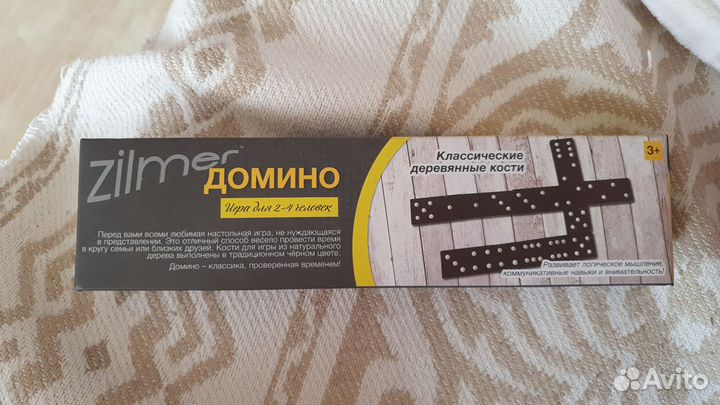 zilmer™
ДОМИНО
Игра для 2-4 человек
Перед вами всеми любимая настольная игра, не нуждающаяся
в представлении. Это отличный способ весело провести время
в кругу семьи или близких друзей. Кости для игры из натурального
дерева выполнены в традиционном чёрном цвете.
Домино – классика, проверенная временем!
Классические
деревянные кости
3+
Развивает логическое мышление,
коммуникативные навыки и внимательность!
Avito